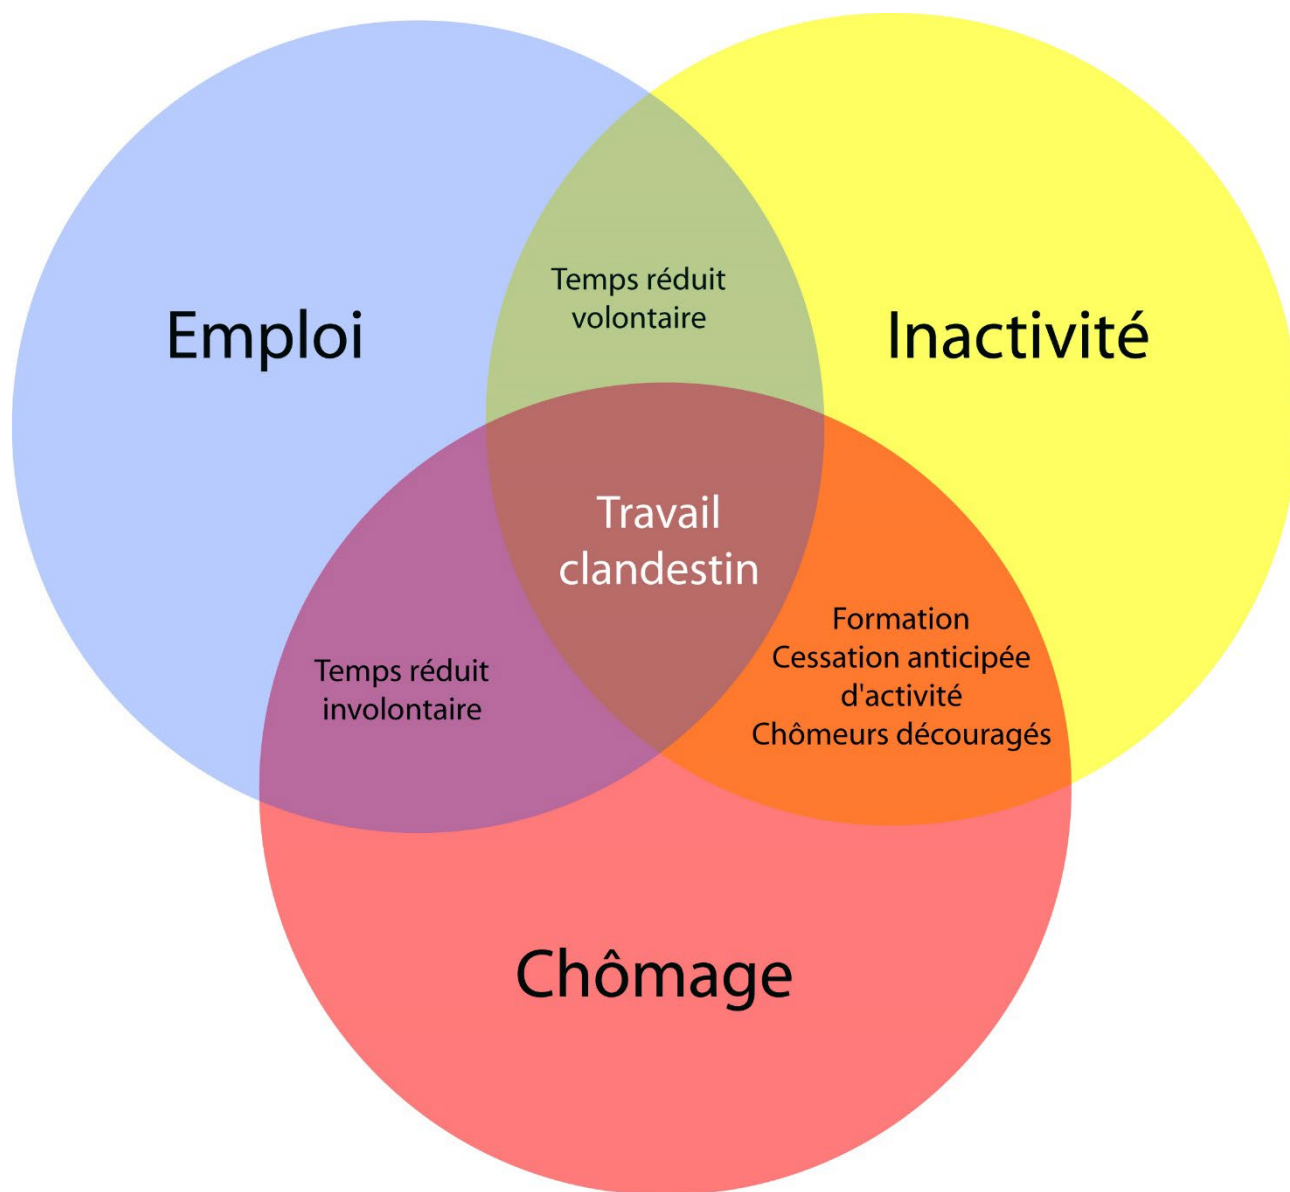 Temps réduit
volontaire
Emploi
Inactivité
Travail
clandestin
Temps réduit
involontaire
Formation
Cessation anticipée
d'activité
Chômeurs découragés
Chômage